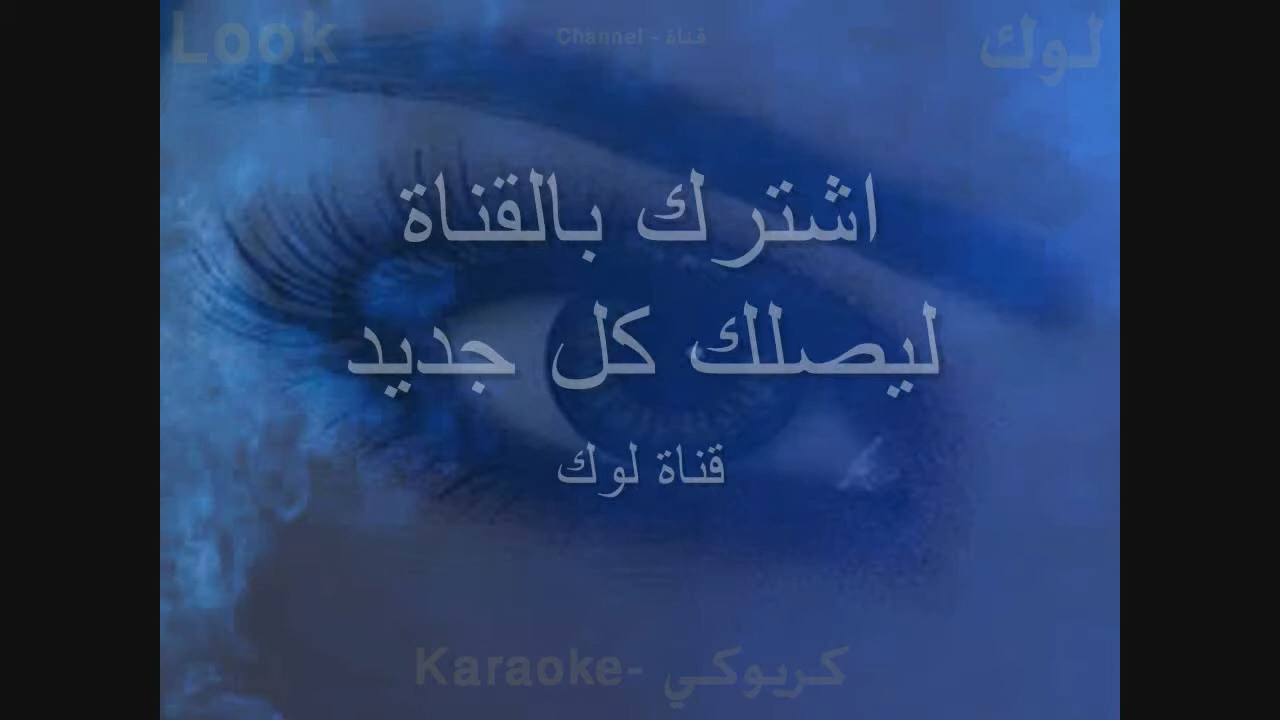 Look
Channel - قناة
لوك
اشترك بالقناة
ليصلك كل جديد
قناة لوك
Karaoke- كريوكي